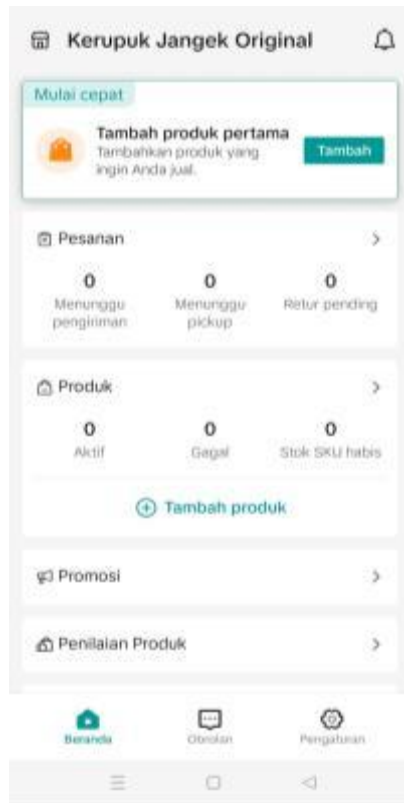 Kerupuk Jangek Original
Mulai cepat
Tambah produk pertama
Tambahkan produk yang
ingin Anda jual.
Tambah
Pesanan
0 0 0
Menunggu pengiriman Menunggu pickup Retur pending
Produk
0 0 0
Aktif Gagal Stok SKU habis
Tambah produk
Promosi
Penilaian Produk
Beranda Obrolan Pengaturan